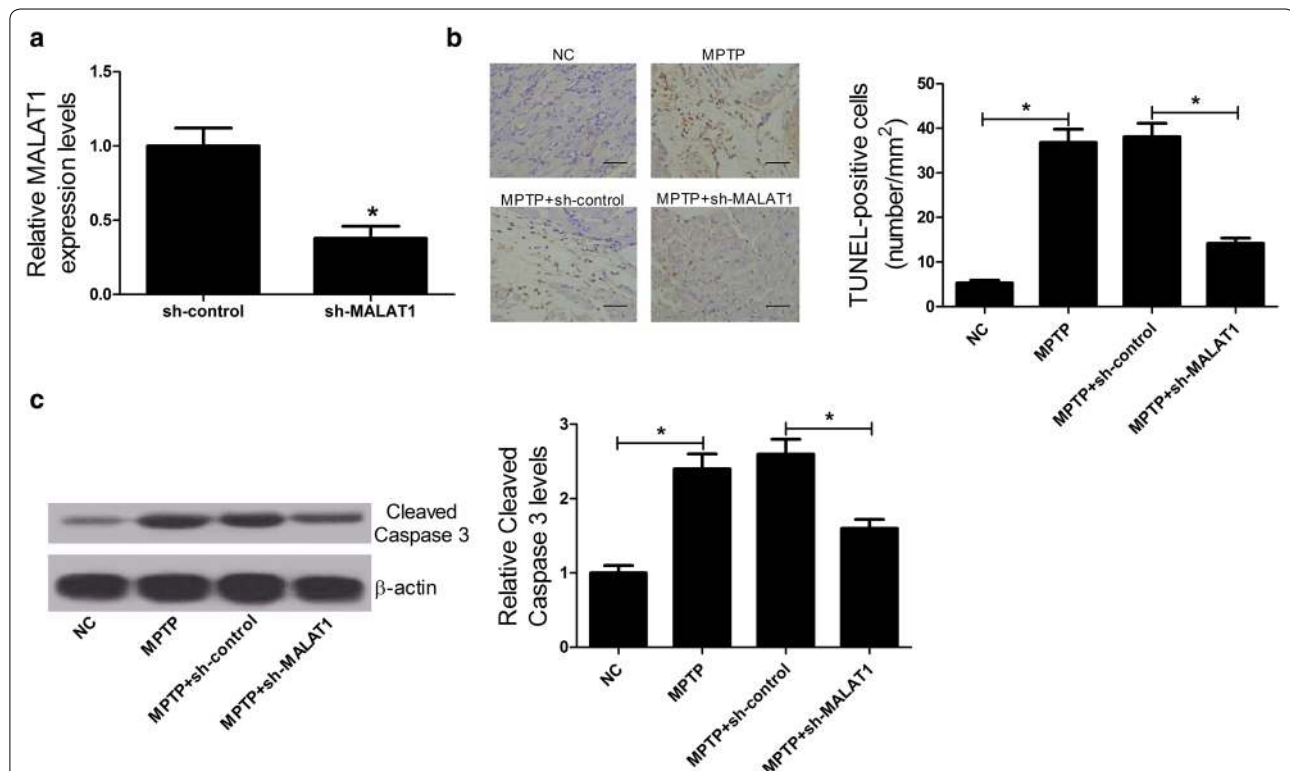 a
Relative MALAT1
expression levels
1.5
1.0
0.5
0.0
*
sh-control
sh-MALAT1
b
NC
MPTP
MPTP+sh-control
MPTP+sh-MALAT1
TUNEL-positive cells
(number/mm²)
50
40
30
20
10
0
*
*
NC
MPTP
MPTP+sh-control
MPTP+sh-MALAT1
c
Cleaved
Caspase 3
β-actin
NC
MPTP
MPTP+sh-control
MPTP+sh-MALAT1
Relative Cleaved
Caspase 3 levels
3
2
1
0
*
*
NC
MPTP
MPTP+sh-control
MPTP+sh-MALAT1